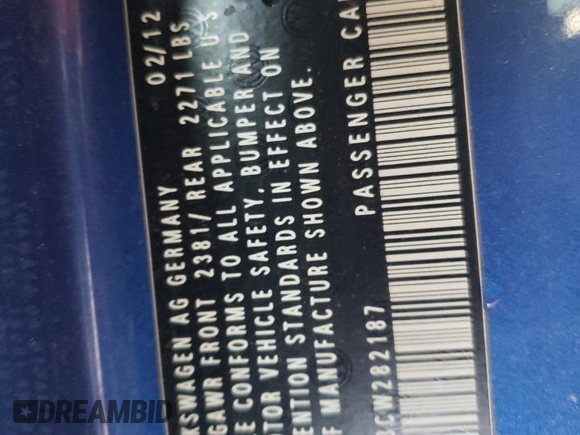 KSWAGEN AG GERMANY 02/12
GAWR FRONT 2381/ REAR 2271 LBS
E CONFORMS TO ALL APPLICABLE U S
OTOR VEHICLE SAFETY, BUMPER AND
ENTION STANDARDS IN EFFECT ON
F MANUFACTURE SHOWN ABOVE.
CW282187 PASSENGER CA
DREAMBID